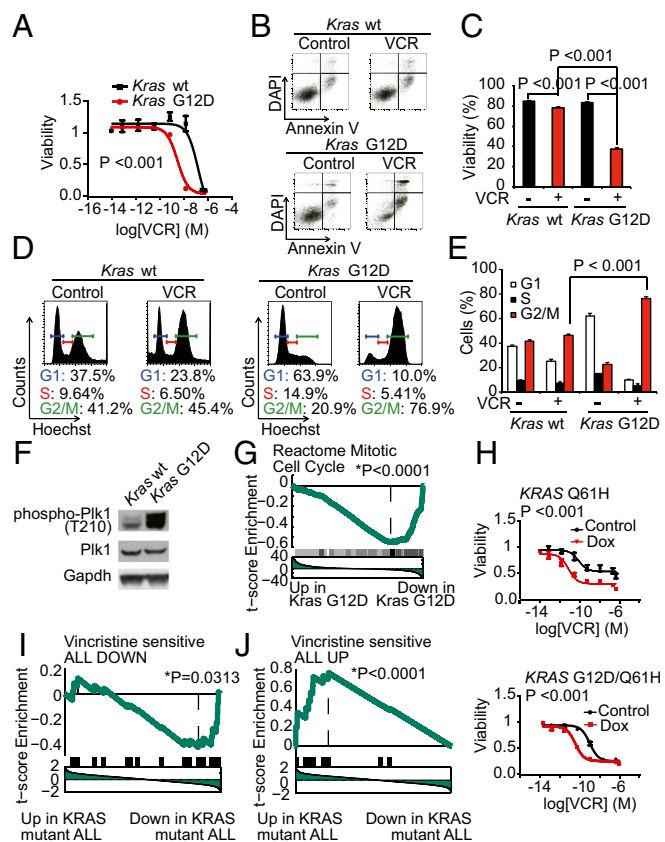 A
Kras wt
Kras G12D
Viability
1.5
1
0.5
0
P <0.001
-16 -14 -12 -10 -8 -6 -4
log[VCR] (M)
B
Kras wt
Control VCR
DAPI
Annexin V
Kras G12D
Control VCR
DAPI
Annexin V
C
P <0.001
P <0.001 P <0.001
Viability (%)
100
80
60
40
20
0
VCR - + - +
Kras wt Kras G12D
D
Kras wt
Control VCR
Counts
G1: 37.5% 23.8%
S: 9.64% 6.50%
G2/M: 41.2% 45.4%
Hoechst
Kras G12D
Control VCR
Counts
G1: 63.9% 10.0%
S: 14.9% 5.41%
G2/M: 20.9% 76.9%
Hoechst
E
G1
S
G2/M
P < 0.001
Cells (%)
100
80
60
40
20
0
VCR - + - +
Kras wt Kras G12D
F
Kras wt
Kras G12D
phospho-Plk1
(T210)
Plk1
Gapdh
G
Reactome Mitotic
Cell Cycle
*P<0.0001
t-score Enrichment
0
-0.2
-0.4
-0.6
40
0
-40
Up in
Kras G12D
Down in
Kras G12D
H
KRAS Q61H
P <0.001
Control
Dox
Viability
1.5
1.0
0.5
0.0
-14 -10 -6
log[VCR] (M)
KRAS G12D/Q61H
P <0.001
Control
Dox
Viability
1.5
1.0
0.5
0.0
-14 -10 -6
log[VCR] (M)
I
Vincristine sensitive
ALL DOWN
*P=0.0313
t-score Enrichment
0.2
0
-0.2
-0.4
2
0
-2
Up in KRAS
mutant ALL
Down in KRAS
mutant ALL
J
Vincristine sensitive
ALL UP
*P<0.0001
t-score Enrichment
0.8
0.6
0.4
0.2
0
2
0
-2
Up in KRAS
mutant ALL
Down in KRAS
mutant ALL